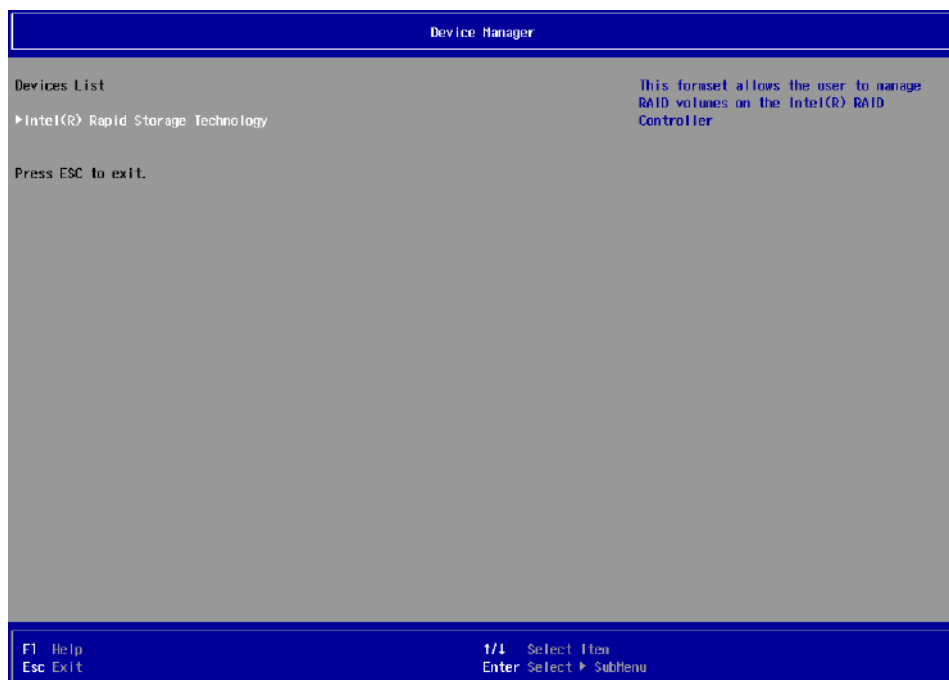 Device Manager
Devices List
▶Intel(R) Rapid Storage Technology
Press ESC to exit.
This formset allows the user to manage
RAID volumes on the Intel(R) RAID
Controller
F1 Help
Esc Exit
↑/↓ Select Item
Enter Select ▶ SubMenu